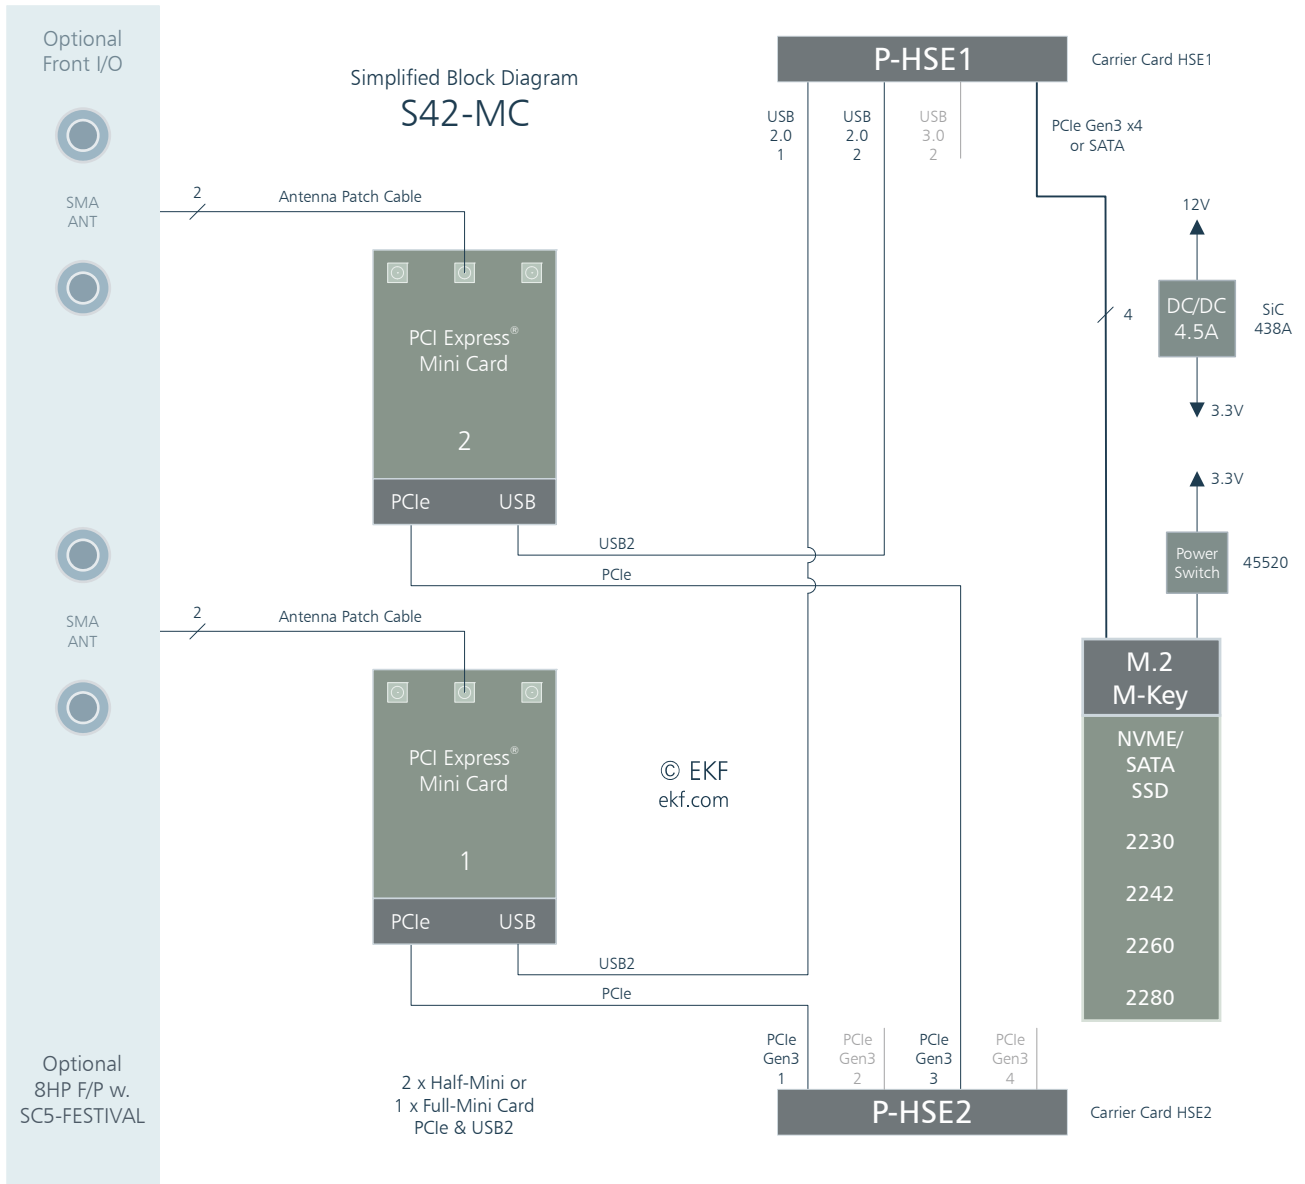 Optional
Front I/O
SMA
ANT
SMA
ANT
Optional
8HP F/P w.
SC5-FESTIVAL
Simplified Block Diagram
S42-MC
2
Antenna Patch Cable
PCI Express®
Mini Card
2
PCIe USB
USB2
PCIe
2
Antenna Patch Cable
PCI Express®
Mini Card
1
PCIe USB
USB2
PCIe
2 x Half-Mini or
1 x Full-Mini Card
PCIe & USB2
© EKF
ekf.com
P-HSE1
Carrier Card HSE1
USB
2.0
1
USB
2.0
2
USB
3.0
2
PCIe Gen3 x4
or SATA
4
12V
DC/DC
4.5A
SiC
438A
3.3V
3.3V
Power
Switch
45520
M.2
M-Key
NVME/
SATA
SSD
2230
2242
2260
2280
PCIe
Gen3
1
PCIe
Gen3
2
PCIe
Gen3
3
PCIe
Gen3
4
P-HSE2
Carrier Card HSE2